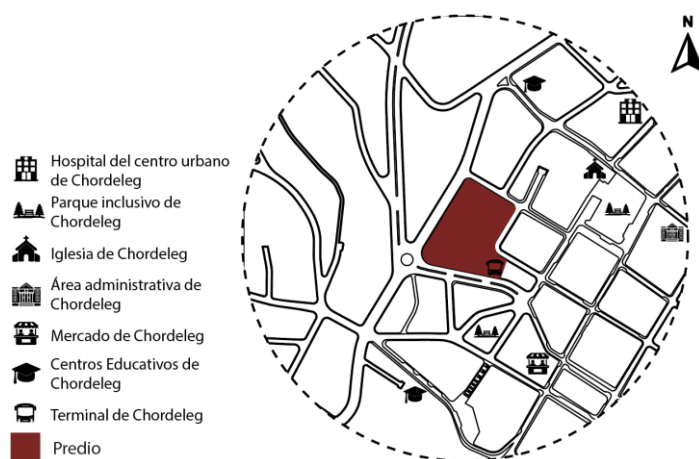 N
Hospital del centro urbano
de Chordeleg
Parque inclusivo de
Chordeleg
Iglesia de Chordeleg
Área administrativa de
Chordeleg
Mercado de Chordeleg
Centros Educativos de
Chordeleg
Terminal de Chordeleg
Predio